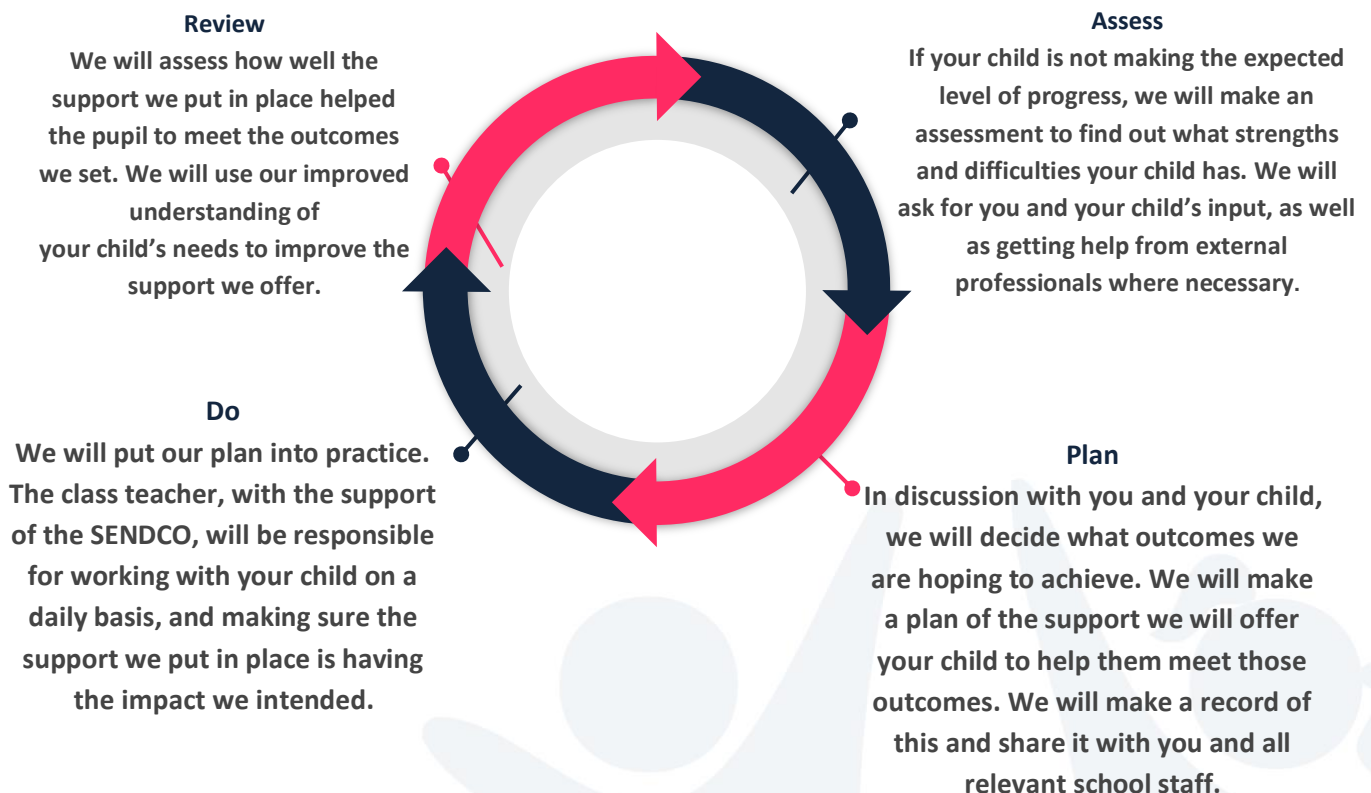 Review
We will assess how well the
support we put in place helped
the pupil to meet the outcomes
we set. We will use our improved
understanding of
your child’s needs to improve the
support we offer.
Assess
If your child is not making the expected
level of progress, we will make an
assessment to find out what strengths
and difficulties your child has. We will
ask for you and your child’s input, as well
as getting help from external
professionals where necessary.
Do
We will put our plan into practice.
The class teacher, with the support
of the SENDCO, will be responsible
for working with your child on a
daily basis, and making sure the
support we put in place is having
the impact we intended.
Plan
In discussion with you and your child,
we will decide what outcomes we
are hoping to achieve. We will make
a plan of the support we will offer
your child to help them meet those
outcomes. We will make a record of
this and share it with you and all
relevant school staff.